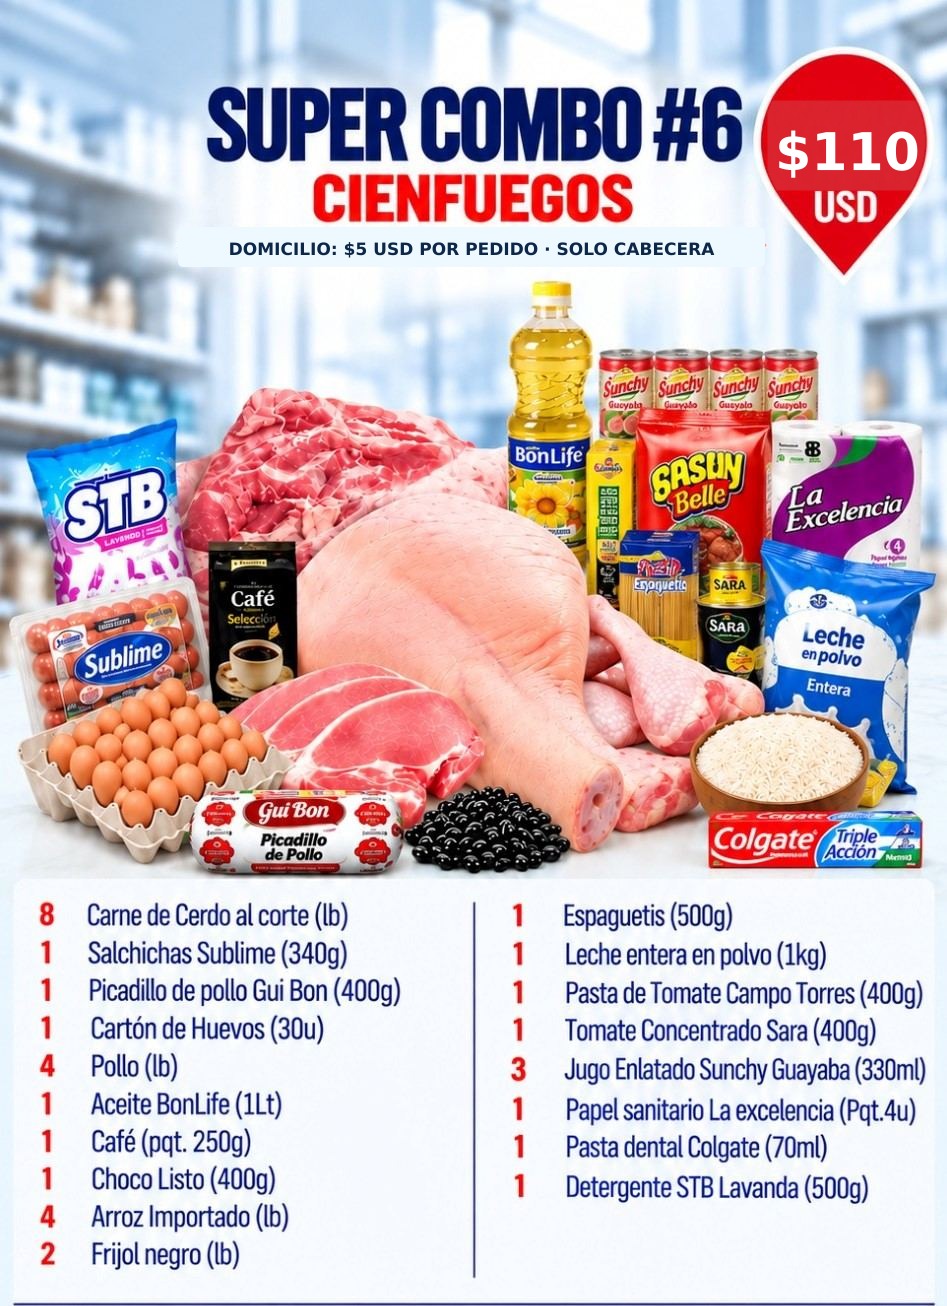 SUPER COMBO #6
CIENFUEGOS
$110
USD
DOMICILIO: $5 USD POR PEDIDO · SOLO CABECERA
Sunchy
Guayaba
Sunchy
Guayaba
Sunchy
Guayaba
Sunchy
Guayaba
BonLife
STB
Belle
La
Excelencia
4
Café
Selección
Espaguetis
SARA
SARA
Leche
en polvo
Entera
Sublime
Gui Bon
Picadillo
de Pollo
Colgate
Triple
Acción
8 Carne de Cerdo al corte (lb)
1 Salchichas Sublime (340g)
1 Picadillo de pollo Gui Bon (400g)
1 Cartón de Huevos (30u)
4 Pollo (lb)
1 Aceite BonLife (1Lt)
1 Café (pqt. 250g)
1 Choco Listo (400g)
4 Arroz Importado (lb)
2 Frijol negro (lb)
1 Espaguetis (500g)
1 Leche entera en polvo (1kg)
1 Pasta de Tomate Campo Torres (400g)
1 Tomate Concentrado Sara (400g)
3 Jugo Enlatado Sunchy Guayaba (330ml)
1 Papel sanitario La excelencia (Pqt.4u)
1 Pasta dental Colgate (70ml)
1 Detergente STB Lavanda (500g)